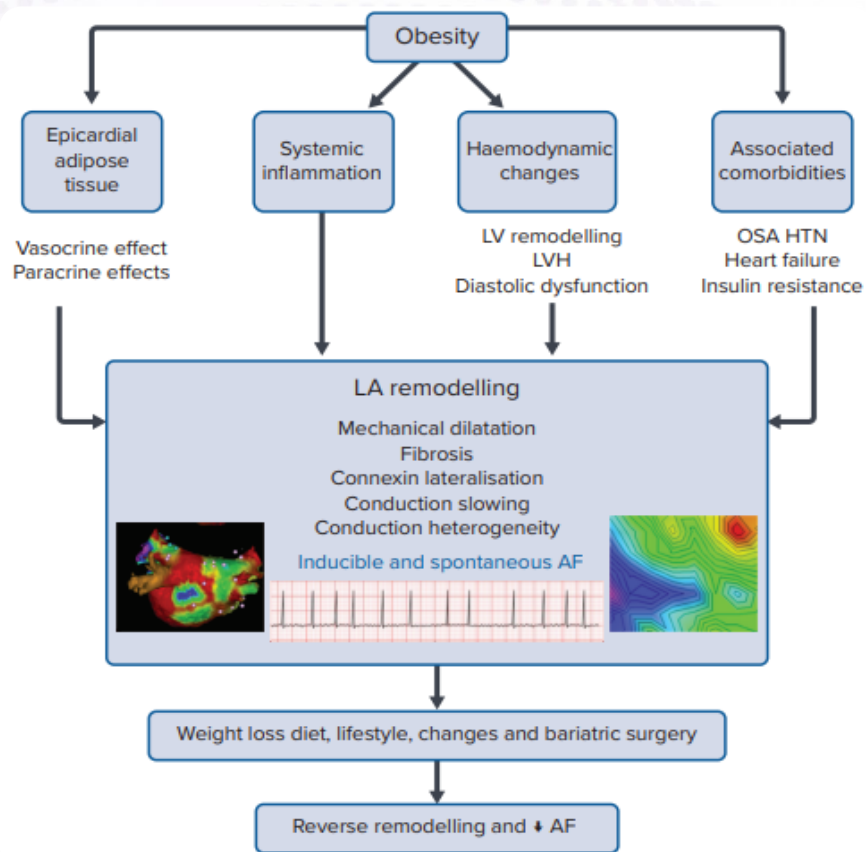 Obesity
Epicardial
adipose
tissue
Systemic
inflammation
Haemodynamic
changes
Associated
comorbidities
Vasocrine effect
Paracrine effects
LV remodelling
LVH
Diastolic dysfunction
OSA HTN
Heart failure
Insulin resistance
LA remodelling
Mechanical dilatation
Fibrosis
Connexin lateralisation
Conduction slowing
Conduction heterogeneity
Inducible and spontaneous AF
Weight loss diet, lifestyle, changes and bariatric surgery
Reverse remodelling and ↓ AF